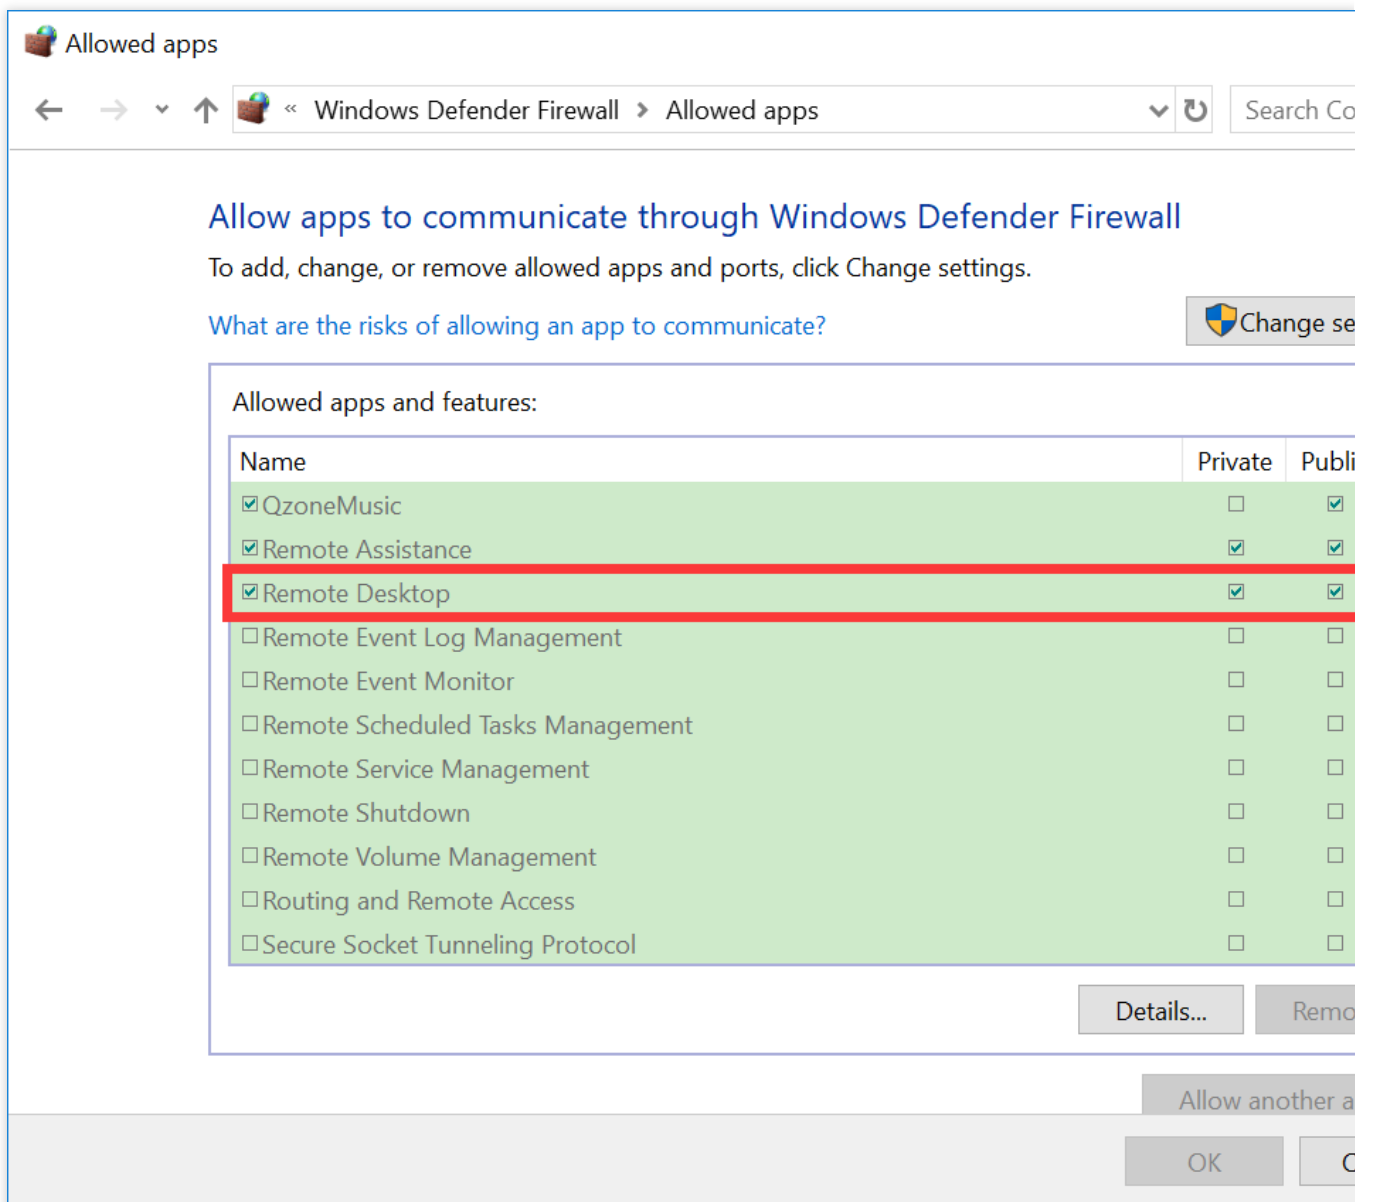 Allowed apps
« Windows Defender Firewall > Allowed apps
Search Co
Allow apps to communicate through Windows Defender Firewall
To add, change, or remove allowed apps and ports, click Change settings.
What are the risks of allowing an app to communicate?
Change se
Allowed apps and features:
Name Private Publi
QzoneMusic
Remote Assistance
Remote Desktop
Remote Event Log Management
Remote Event Monitor
Remote Scheduled Tasks Management
Remote Service Management
Remote Shutdown
Remote Volume Management
Routing and Remote Access
Secure Socket Tunneling Protocol
Details... Remo
Allow another a
OK C